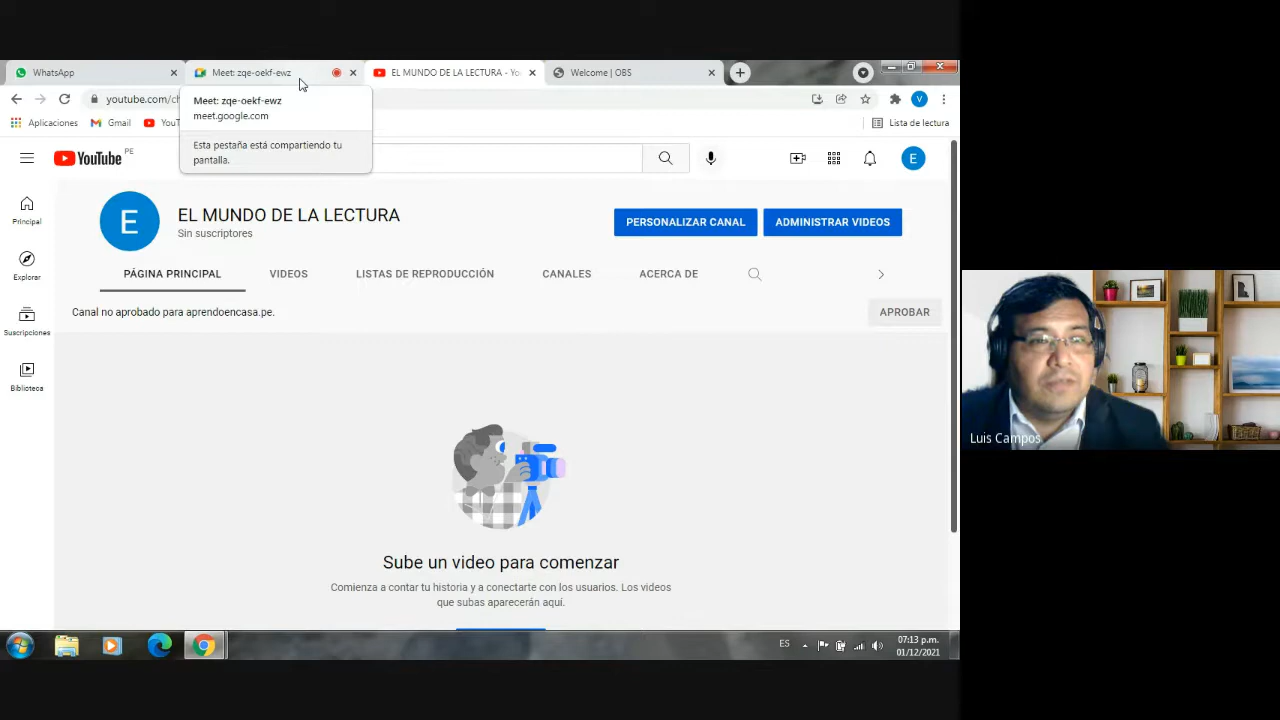 WhatsApp
Meet: zqe-oekf-ewz
EL MUNDO DE LA LECTURA - Yo
Welcome | OBS
Meet: zqe-oekf-ewz
meet.google.com
Esta pestaña está compartiendo tu
pantalla.
youtube.com/ch
V
Aplicaciones
Gmail
YouT
Lista de lectura
YouTube PE
E
E
EL MUNDO DE LA LECTURA
Sin suscriptores
PERSONALIZAR CANAL
ADMINISTRAR VIDEOS
Principal
Explorar
Suscripciones
Biblioteca
PÁGINA PRINCIPAL
VIDEOS
LISTAS DE REPRODUCCIÓN
CANALES
ACERCA DE
Canal no aprobado para aprendoencasa.pe.
APROBAR
Sube un video para comenzar
Comienza a contar tu historia y a conectarte con los usuarios. Los videos
que subas aparecerán aquí.
Luis Campos
ES
07:13 p.m.
01/12/2021